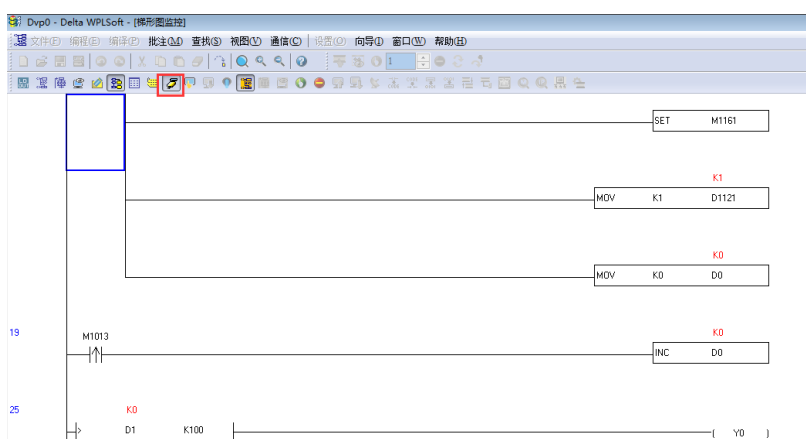 Dvp0 - Delta WPLSoft - [梯形图监控]
文件(F) 编程(E) 编译(P) 批注(M) 查找(S) 视图(V) 通信(C) 设置(O) 向导(I) 窗口(W) 帮助(H)
1
SET M1161
K1
MOV K1 D1121
K0
MOV K0 D0
19 M1013 K0
INC D0
25 K0
D1 K100 Y0